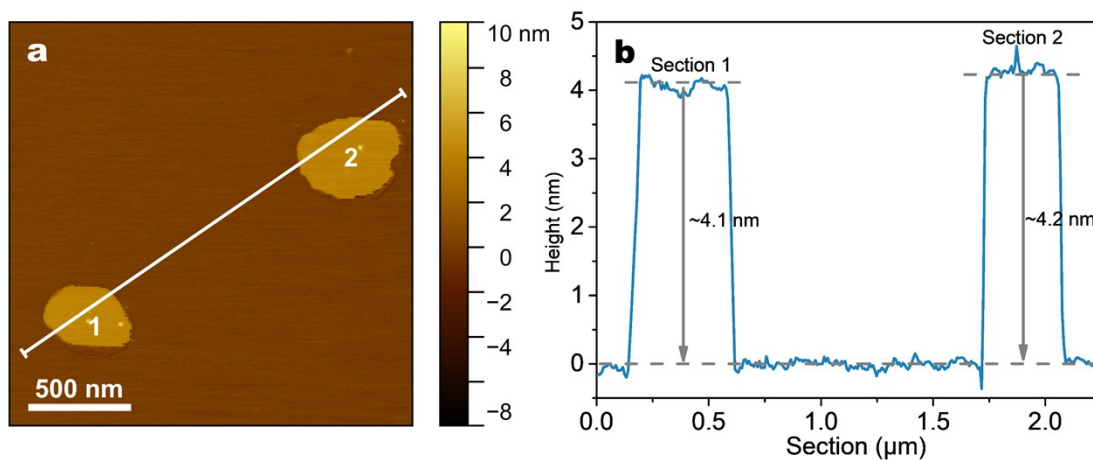 a
10 nm
8
6
4
2
0
−2
−4
−6
−8
1
2
500 nm
b
Section 1
Section 2
~4.1 nm
~4.2 nm
5
4
3
2
1
0
Height (nm)
0.0
0.5
1.0
1.5
2.0
Section (µm)